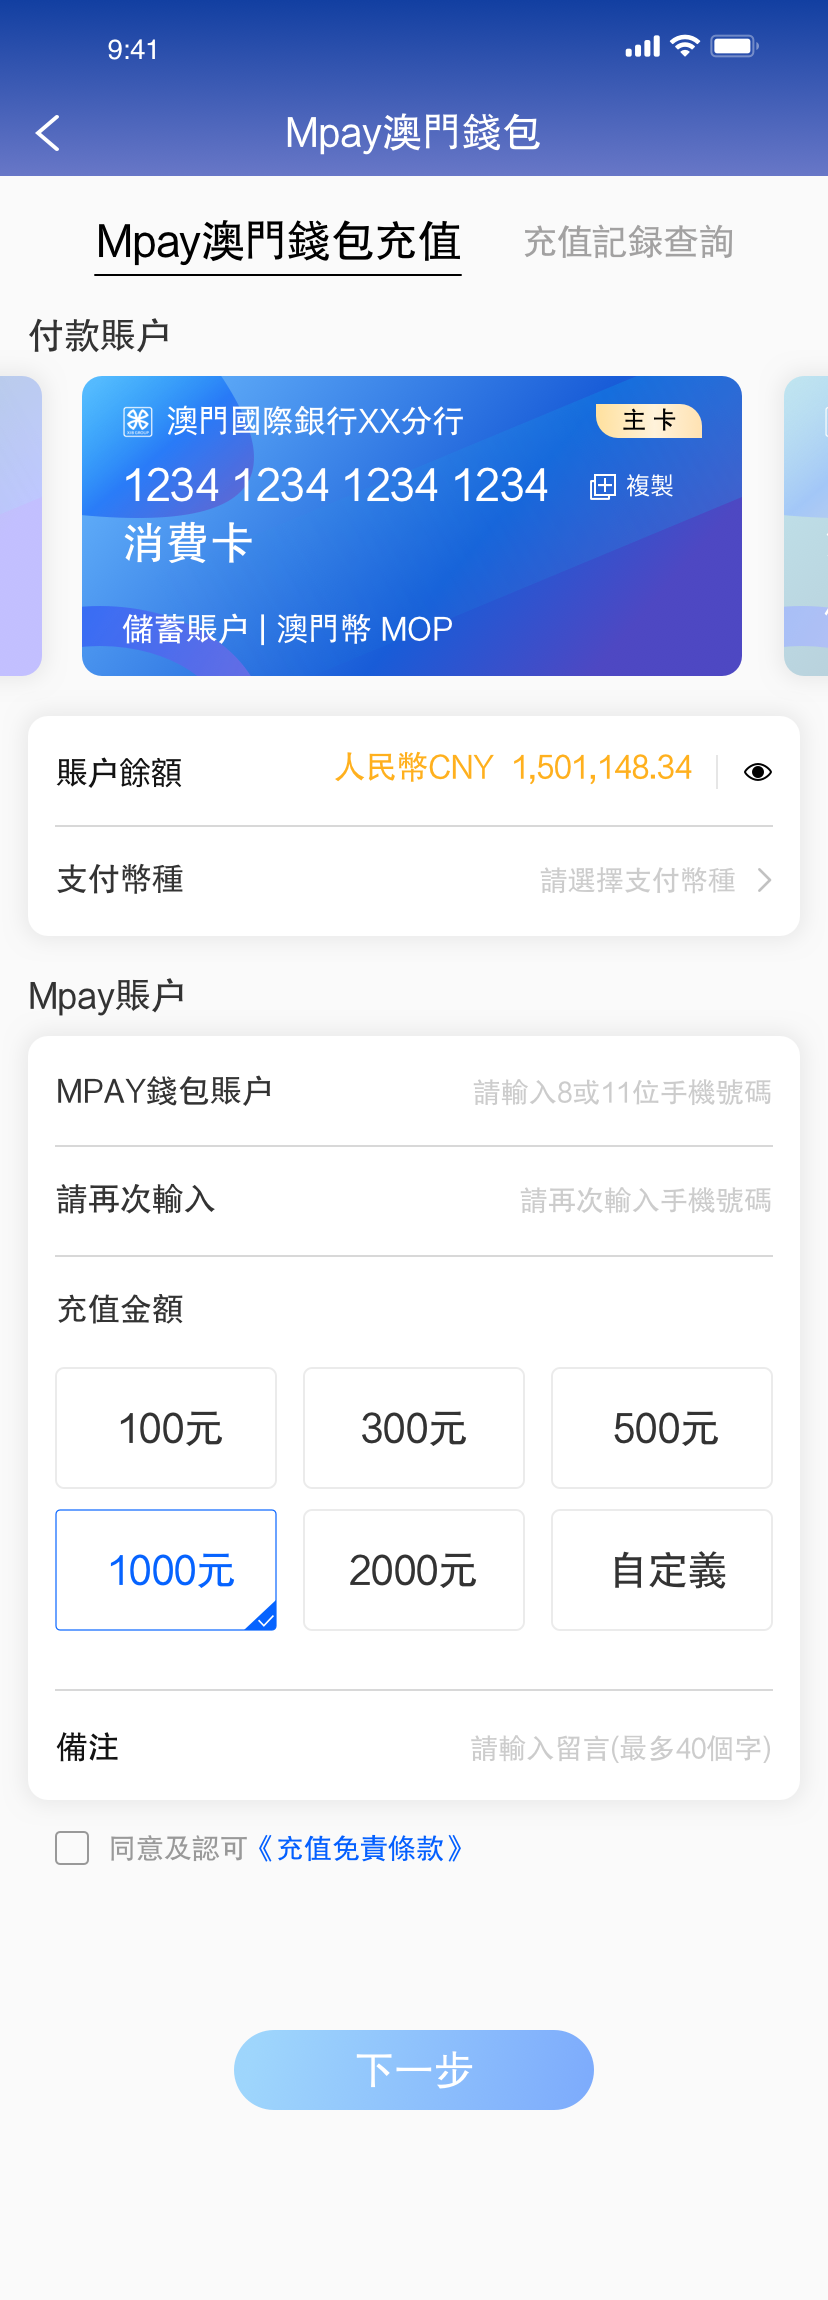 9:41
Mpay澳門錢包
Mpay澳門錢包充值
充值記録查詢
付款賬户
澳門國際銀行XX分行
主 卡
1234 1234 1234 1234
複製
消費卡
儲蓄賬户 | 澳門幣 MOP
賬户餘額
人民幣CNY 1,501,148.34
支付幣種
請選擇支付幣種
Mpay賬户
MPAY錢包賬户
請輸入8或11位手機號碼
請再次輸入
請再次輸入手機號碼
充值金額
100元
300元
500元
1000元
2000元
自定義
備注
請輸入留言(最多40個字)
同意及認可《充值免責條款》
下一步